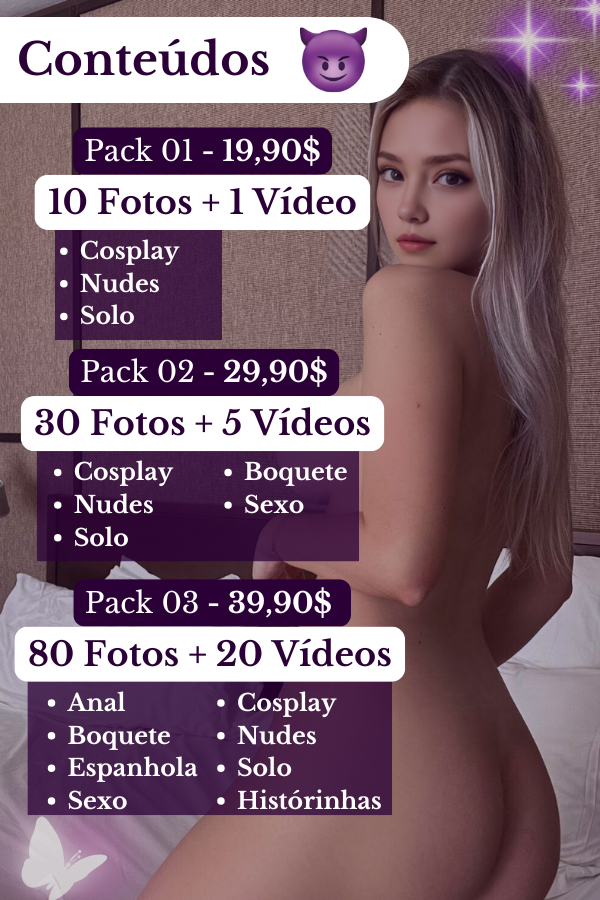 Conteúdos
Pack 01 - 19,90$
10 Fotos + 1 Vídeo
• Cosplay
• Nudes
• Solo
Pack 02 - 29,90$
30 Fotos + 5 Vídeos
• Cosplay
• Nudes
• Solo
• Boquete
• Sexo
Pack 03 - 39,90$
80 Fotos + 20 Vídeos
• Anal
• Boquete
• Espanhola
• Sexo
• Cosplay
• Nudes
• Solo
• Histórinhas